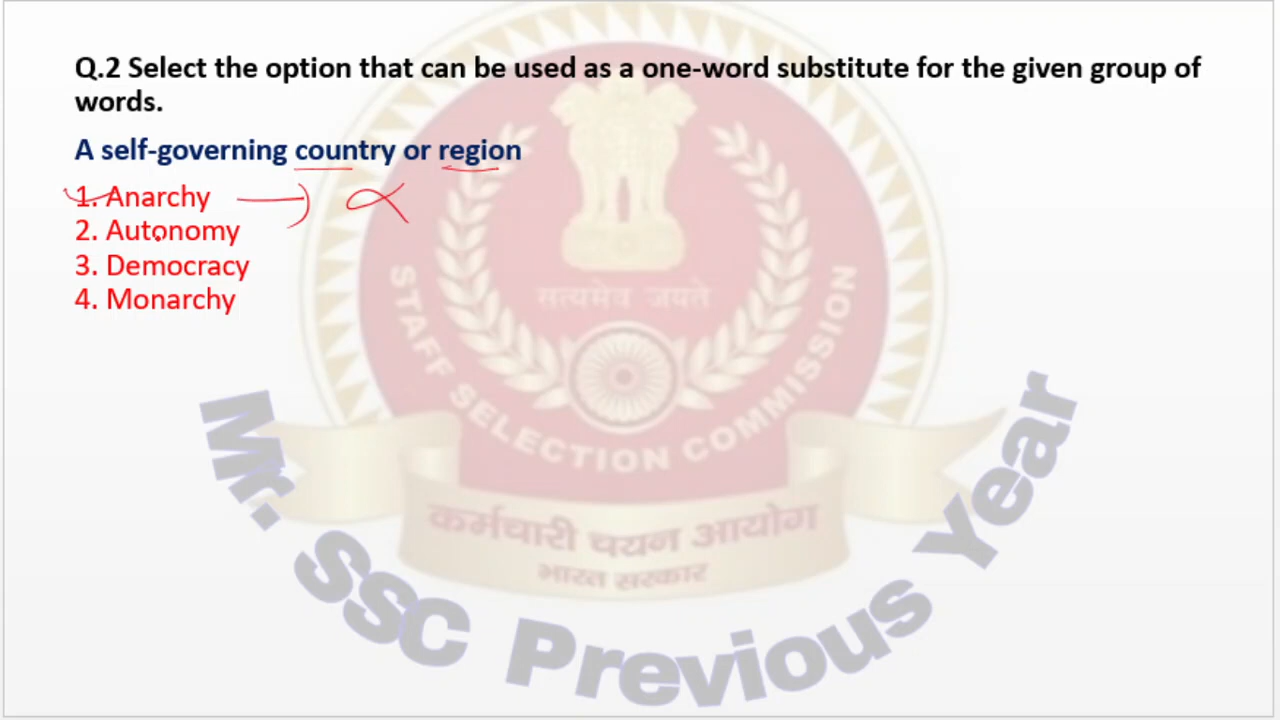 Q.2 Select the option that can be used as a one-word substitute for the given group of
words.
A self-governing country or region
1. Anarchy
2. Autonomy
3. Democracy
4. Monarchy
सत्यमेव जयते
STAFF SELECTION COMMISSION
कर्मचारी चयन आयोग
भारत सरकार
Mr. SSC Previous Year